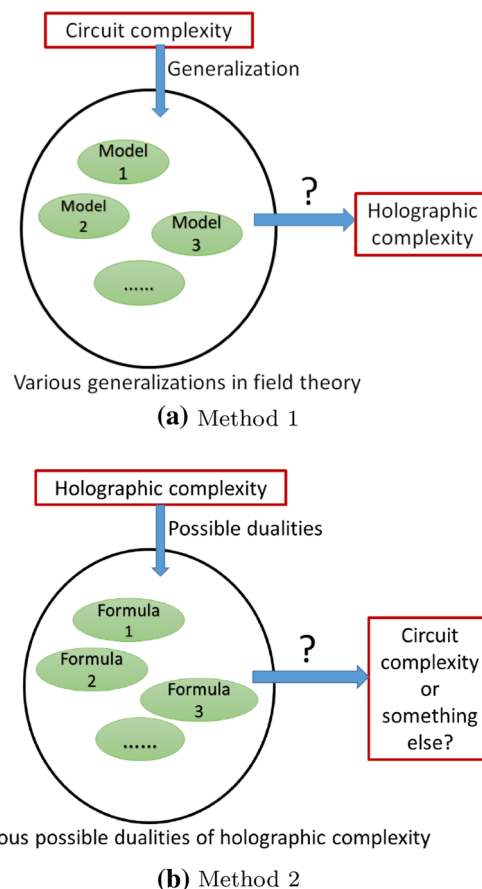 Circuit complexity
Generalization
Model
1
Model
2
Model
3
......
?
Holographic
complexity
Various generalizations in field theory
(a) Method 1
Holographic complexity
Possible dualities
Formula
1
Formula
2
Formula
3
......
?
Circuit
complexity
or
something
else?
ous possible dualities of holographic complexity
(b) Method 2